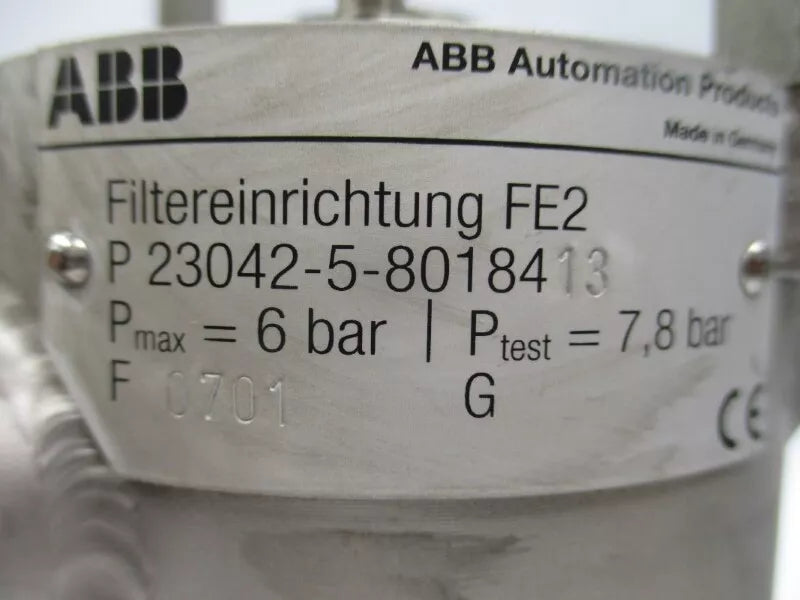 ABB
ABB Automation Products
Made in Germany
Filtereinrichtung FE2
P 23042-5-8018413
Pmax = 6 bar | Ptest = 7,8 bar
F 0701 G
CE